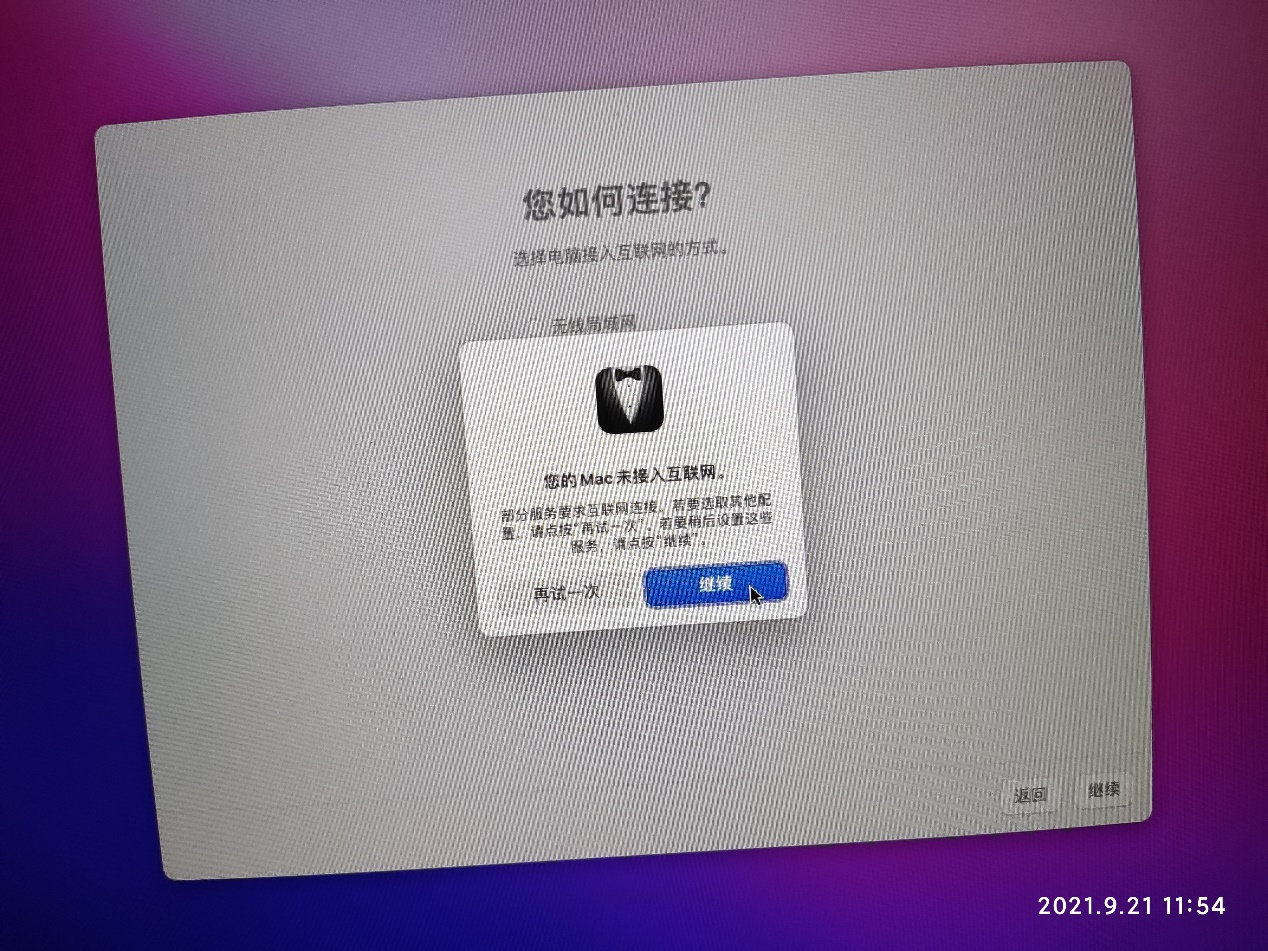 您如何连接?
选择电脑接入互联网的方式。
无线局域网
您的 Mac 未接入互联网。
部分服务要求互联网连接。若要选取其他配
置，请点按“再试一次”。若要稍后设置这些
服务，请点按“继续”。
再试一次
继续
返回
继续
2021.9.21 11:54